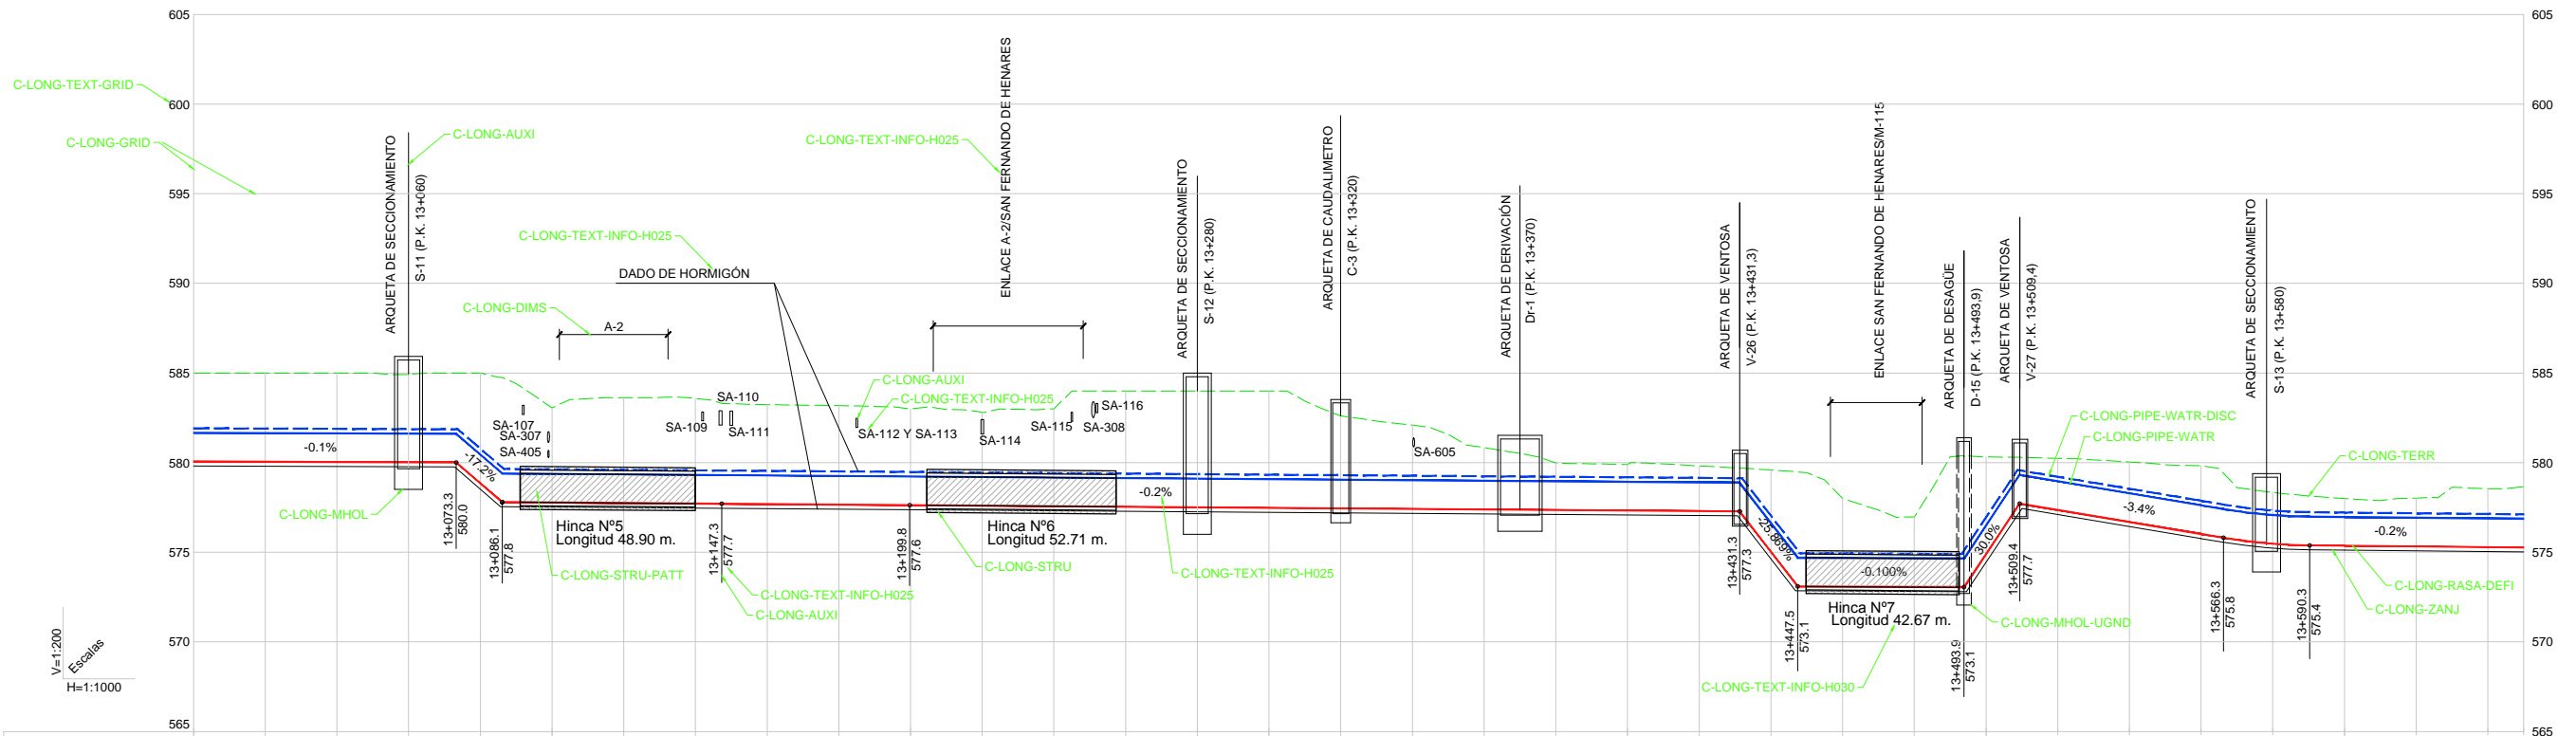 605
605
C-LONG-TEXT-GRID
600
600
C-LONG-GRID
C-LONG-AUXI
C-LONG-TEXT-INFO-H025
595
595
ARQUETA DE SECCIONAMIENTO
S-11 (P.K. 13+060)
C-LONG-TEXT-INFO-H025
DADO DE HORMIGÓN
ENLACE A-2/SAN FERNANDO DE HENARES
ARQUETA DE SECCIONAMIENTO
S-12 (P.K. 13+280)
ARQUETA DE CAUDALIMETRO
C-3 (P.K. 13+320)
ARQUETA DE DERIVACIÓN
Dr-1 (P.K. 13+370)
ARQUETA DE VENTOSA
V-26 (P.K. 13+431,3)
ENLACE SAN FERNANDO DE HENARES/M-115
ARQUETA DE DESAGÜE
D-15 (P.K. 13+493,9)
ARQUETA DE VENTOSA
V-27 (P.K. 13+509,4)
ARQUETA DE SECCIONAMIENTO
S-13 (P.K. 13+580)
590
590
C-LONG-DIMS
A-2
585
585
C-LONG-AUXI
C-LONG-TEXT-INFO-H025
SA-107
SA-307
SA-405
SA-109
SA-110
SA-111
SA-112 Y SA-113
SA-114
SA-115
SA-116
SA-308
SA-605
C-LONG-PIPE-WATR-DISC
C-LONG-PIPE-WATR
C-LONG-TERR
580
580
-0.1%
-17.2%
-0.2%
-25.869%
-0.100%
30.0%
-3.4%
-0.2%
C-LONG-MHOL
13+073.3
580.0
13+086.1
577.8
Hinca Nº5
Longitud 48.90 m.
C-LONG-STRU-PATT
13+147.3
577.7
C-LONG-TEXT-INFO-H025
C-LONG-AUXI
13+199.8
577.6
Hinca Nº6
Longitud 52.71 m.
C-LONG-STRU
C-LONG-TEXT-INFO-H025
13+431.3
577.3
13+447.5
573.1
Hinca Nº7
Longitud 42.67 m.
C-LONG-TEXT-INFO-H030
13+493.9
573.1
13+509.4
577.7
C-LONG-MHOL-UGND
13+566.3
575.8
13+590.3
575.4
C-LONG-RASA-DEFI
C-LONG-ZANJ
575
575
570
570
V=1:200
Escalas
H=1:1000
565
565